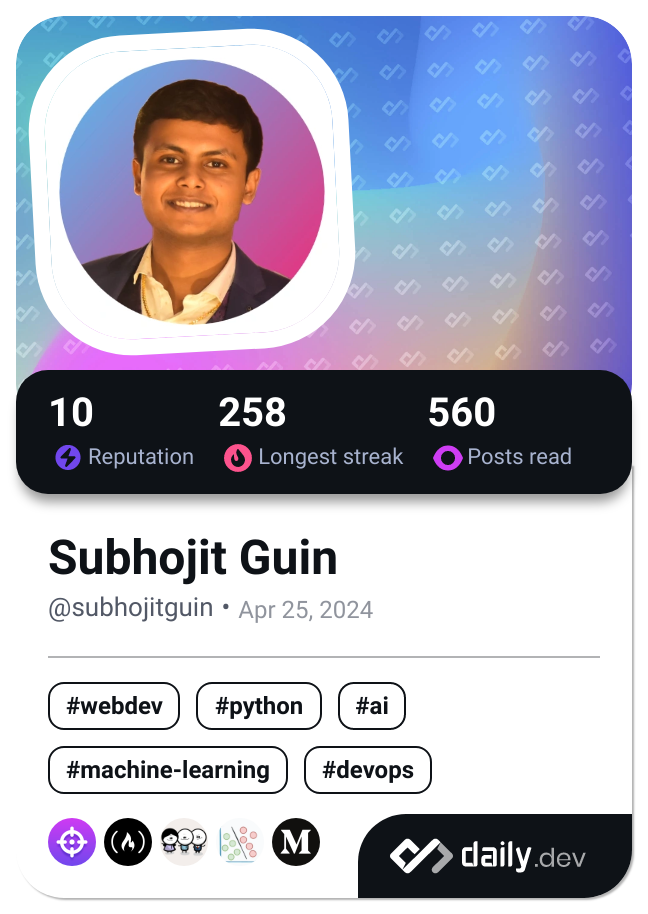 10 258 560
Reputation Longest streak Posts read
Subhojit Guin
@subhojitguin • Apr 25, 2024
#webdev #python #ai
#machine-learning #devops
M
daily.dev